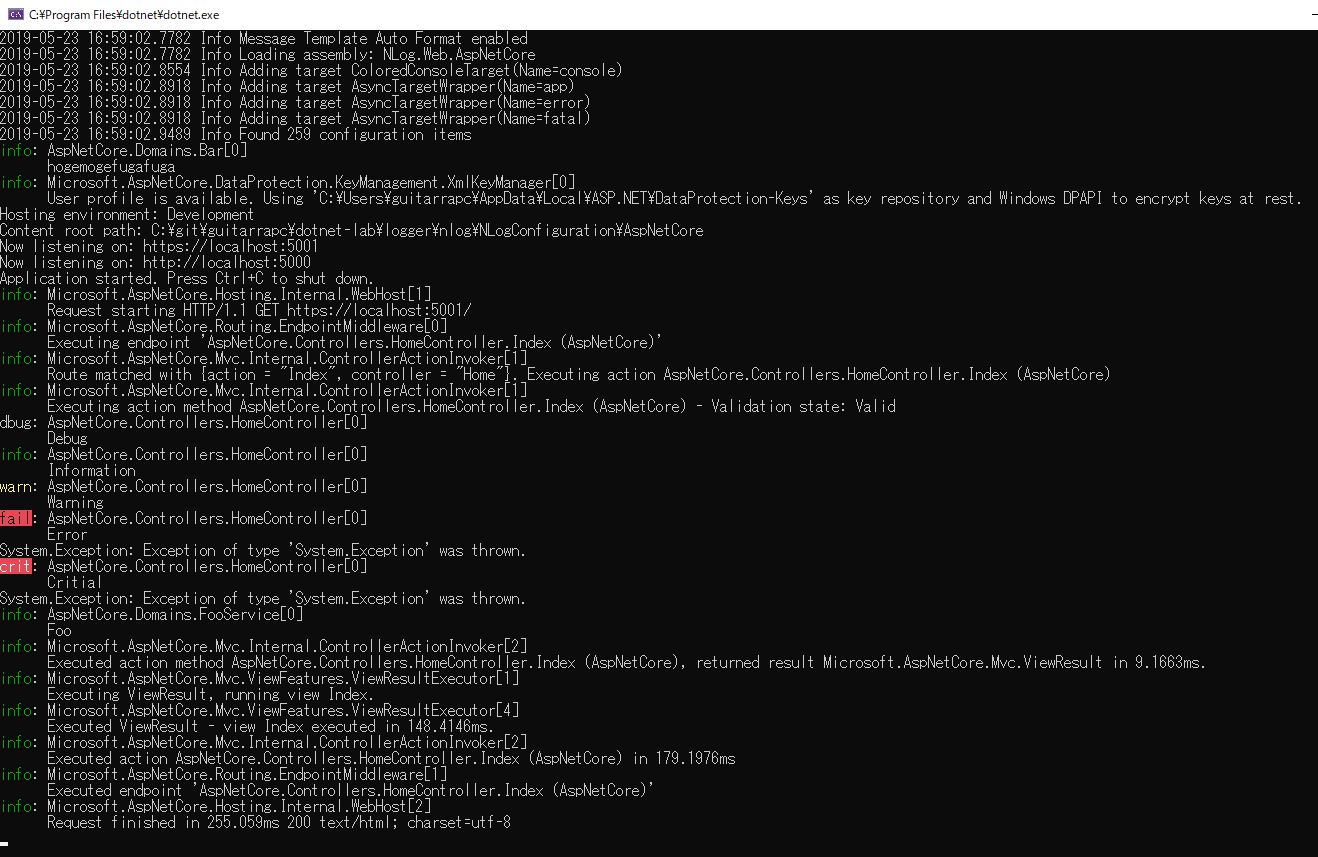 C:¥Program Files¥dotnet¥dotnet.exe
2019-05-23 16:59:02.7782 Info Message Template Auto Format enabled
2019-05-23 16:59:02.7782 Info Loading assembly: NLog.Web.AspNetCore
2019-05-23 16:59:02.8554 Info Adding target ColoredConsoleTarget(Name=console)
2019-05-23 16:59:02.8918 Info Adding target AsyncTargetWrapper(Name=app)
2019-05-23 16:59:02.8918 Info Adding target AsyncTargetWrapper(Name=error)
2019-05-23 16:59:02.8918 Info Adding target AsyncTargetWrapper(Name=fatal)
2019-05-23 16:59:02.9489 Info Found 259 configuration items
info: AspNetCore.Domains.Bar[0]
      hogemogefugafuga
info: Microsoft.AspNetCore.DataProtection.KeyManagement.XmlKeyManager[0]
      User profile is available. Using 'C:¥Users¥guitarrapc¥AppData¥Local¥ASP.NET¥DataProtection-Keys' as key repository and Windows DPAPI to encrypt keys at rest.
Hosting environment: Development
Content root path: C:¥git¥guitarrapc¥dotnet-lab¥logger¥nlog¥NLogConfiguration¥AspNetCore
Now listening on: https://localhost:5001
Now listening on: http://localhost:5000
Application started. Press Ctrl+C to shut down.
info: Microsoft.AspNetCore.Hosting.Internal.WebHost[1]
      Request starting HTTP/1.1 GET https://localhost:5001/
info: Microsoft.AspNetCore.Routing.EndpointMiddleware[0]
      Executing endpoint 'AspNetCore.Controllers.HomeController.Index (AspNetCore)'
info: Microsoft.AspNetCore.Mvc.Internal.ControllerActionInvoker[1]
      Route matched with {action = "Index", controller = "Home"}. Executing action AspNetCore.Controllers.HomeController.Index (AspNetCore)
info: Microsoft.AspNetCore.Mvc.Internal.ControllerActionInvoker[1]
      Executing action method AspNetCore.Controllers.HomeController.Index (AspNetCore) - Validation state: Valid
dbug: AspNetCore.Controllers.HomeController[0]
      Debug
info: AspNetCore.Controllers.HomeController[0]
      Information
warn: AspNetCore.Controllers.HomeController[0]
      Warning
fail: AspNetCore.Controllers.HomeController[0]
      Error
System.Exception: Exception of type 'System.Exception' was thrown.
crit: AspNetCore.Controllers.HomeController[0]
      Critial
System.Exception: Exception of type 'System.Exception' was thrown.
info: AspNetCore.Domains.FooService[0]
      Foo
info: Microsoft.AspNetCore.Mvc.Internal.ControllerActionInvoker[2]
      Executed action method AspNetCore.Controllers.HomeController.Index (AspNetCore), returned result Microsoft.AspNetCore.Mvc.ViewResult in 9.1663ms.
info: Microsoft.AspNetCore.Mvc.ViewFeatures.ViewResultExecutor[1]
      Executing ViewResult, running view Index.
info: Microsoft.AspNetCore.Mvc.ViewFeatures.ViewResultExecutor[4]
      Executed ViewResult - view Index executed in 148.4146ms.
info: Microsoft.AspNetCore.Mvc.Internal.ControllerActionInvoker[2]
      Executed action AspNetCore.Controllers.HomeController.Index (AspNetCore) in 179.1976ms
info: Microsoft.AspNetCore.Routing.EndpointMiddleware[1]
      Executed endpoint 'AspNetCore.Controllers.HomeController.Index (AspNetCore)'
info: Microsoft.AspNetCore.Hosting.Internal.WebHost[2]
      Request finished in 255.059ms 200 text/html; charset=utf-8